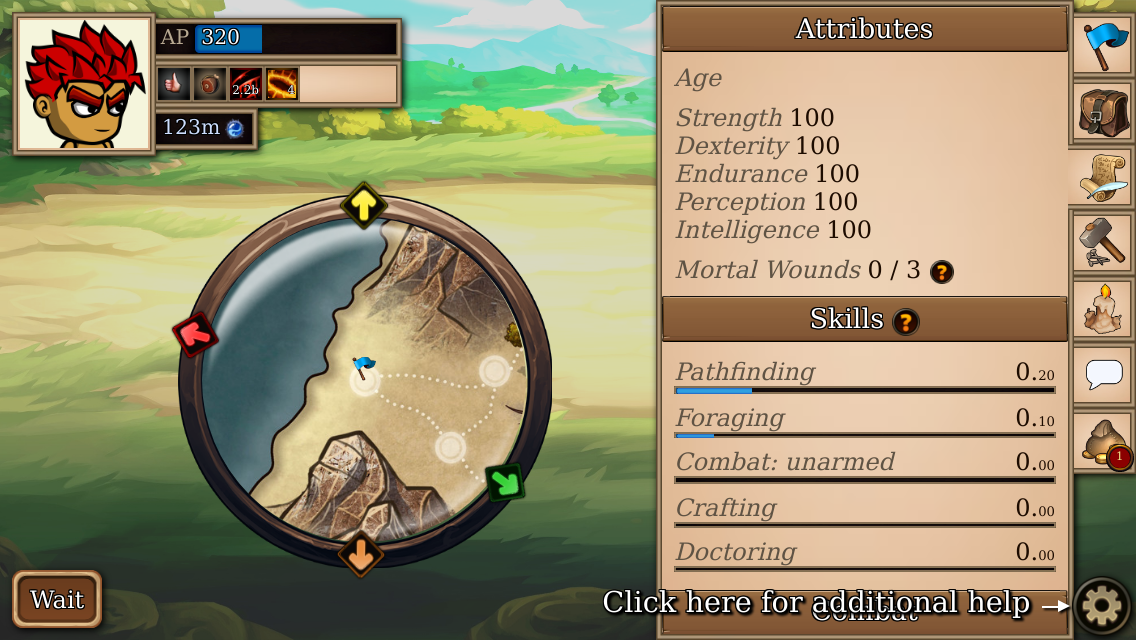 AP 320
2.2b
4
123m
Attributes
Age
Strength 100
Dexterity 100
Endurance 100
Perception 100
Intelligence 100
Mortal Wounds 0 / 3 ?
Skills ?
Pathfinding 0.20
Foraging 0.10
Combat: unarmed 0.00
Crafting 0.00
Doctoring 0.00
Combat
Click here for additional help →
Wait
1